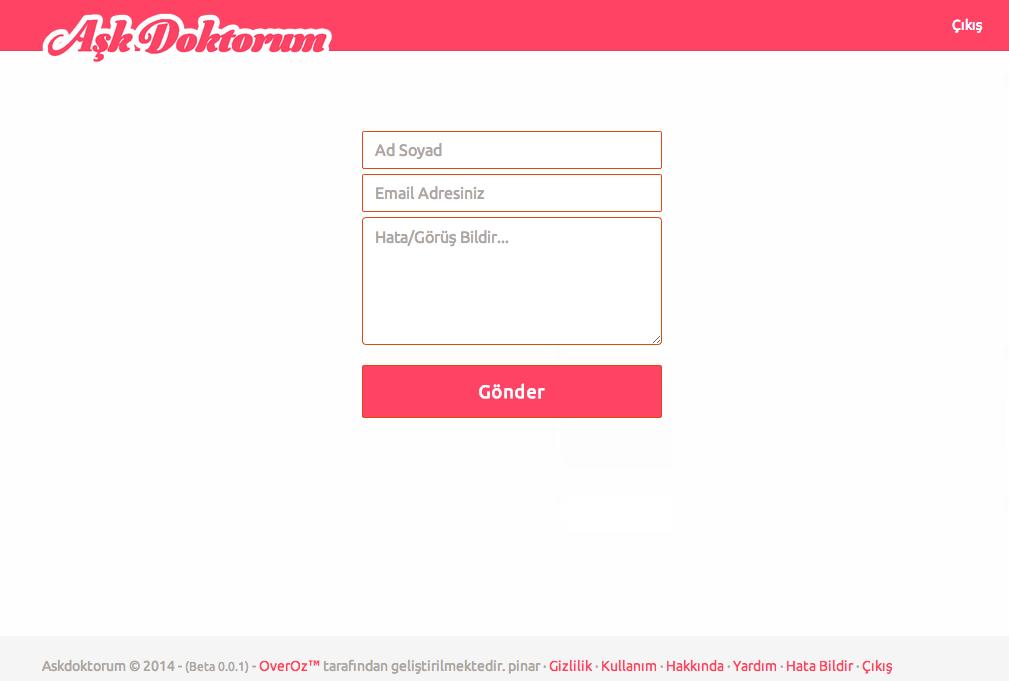 Aşk Doktorum
Çıkış
Ad Soyad
Email Adresiniz
Hata/Görüş Bildir...
Gönder
Askdoktorum © 2014 - (Beta 0.0.1) - OverOz™ tarafından geliştirilmektedir. pinar · Gizlilik · Kullanım · Hakkında · Yardım · Hata Bildir · Çıkış